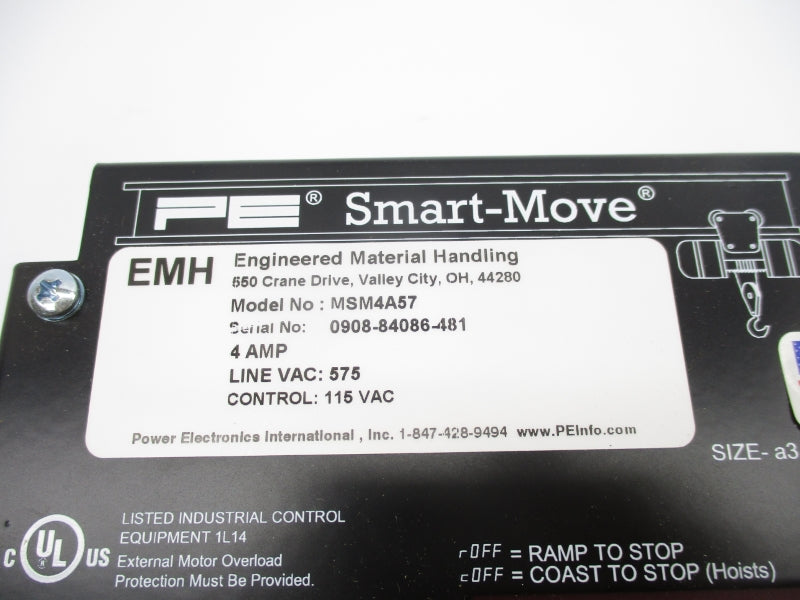 PE® Smart-Move®
EMH Engineered Material Handling
550 Crane Drive, Valley City, OH, 44280
Model No : MSM4A57
Serial No: 0908-84086-481
4 AMP
LINE VAC: 575
CONTROL: 115 VAC
Power Electronics International , Inc. 1-847-428-9494 www.PEInfo.com
SIZE- a3
LISTED INDUSTRIAL CONTROL
EQUIPMENT 1L14
C UL US
External Motor Overload
Protection Must Be Provided.
rOFF = RAMP TO STOP
cOFF = COAST TO STOP (Hoists)